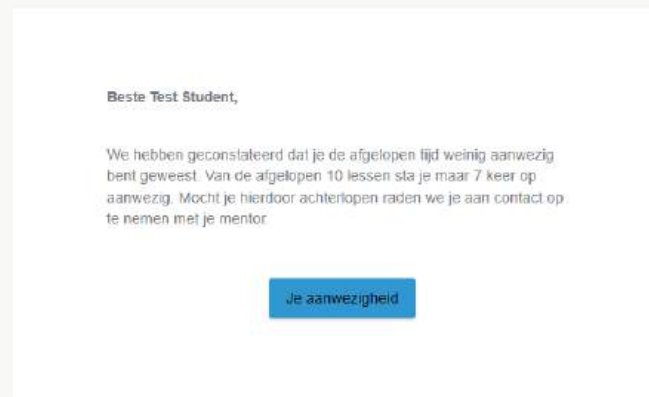 Beste Test Student,
We hebben geconstateerd dat je de afgelopen tijd weinig aanwezig
bent geweest. Van de afgelopen 10 lessen sta je maar 7 keer op
aanwezig. Mocht je hierdoor achterlopen raden we je aan contact op
te nemen met je mentor.
Je aanwezigheid